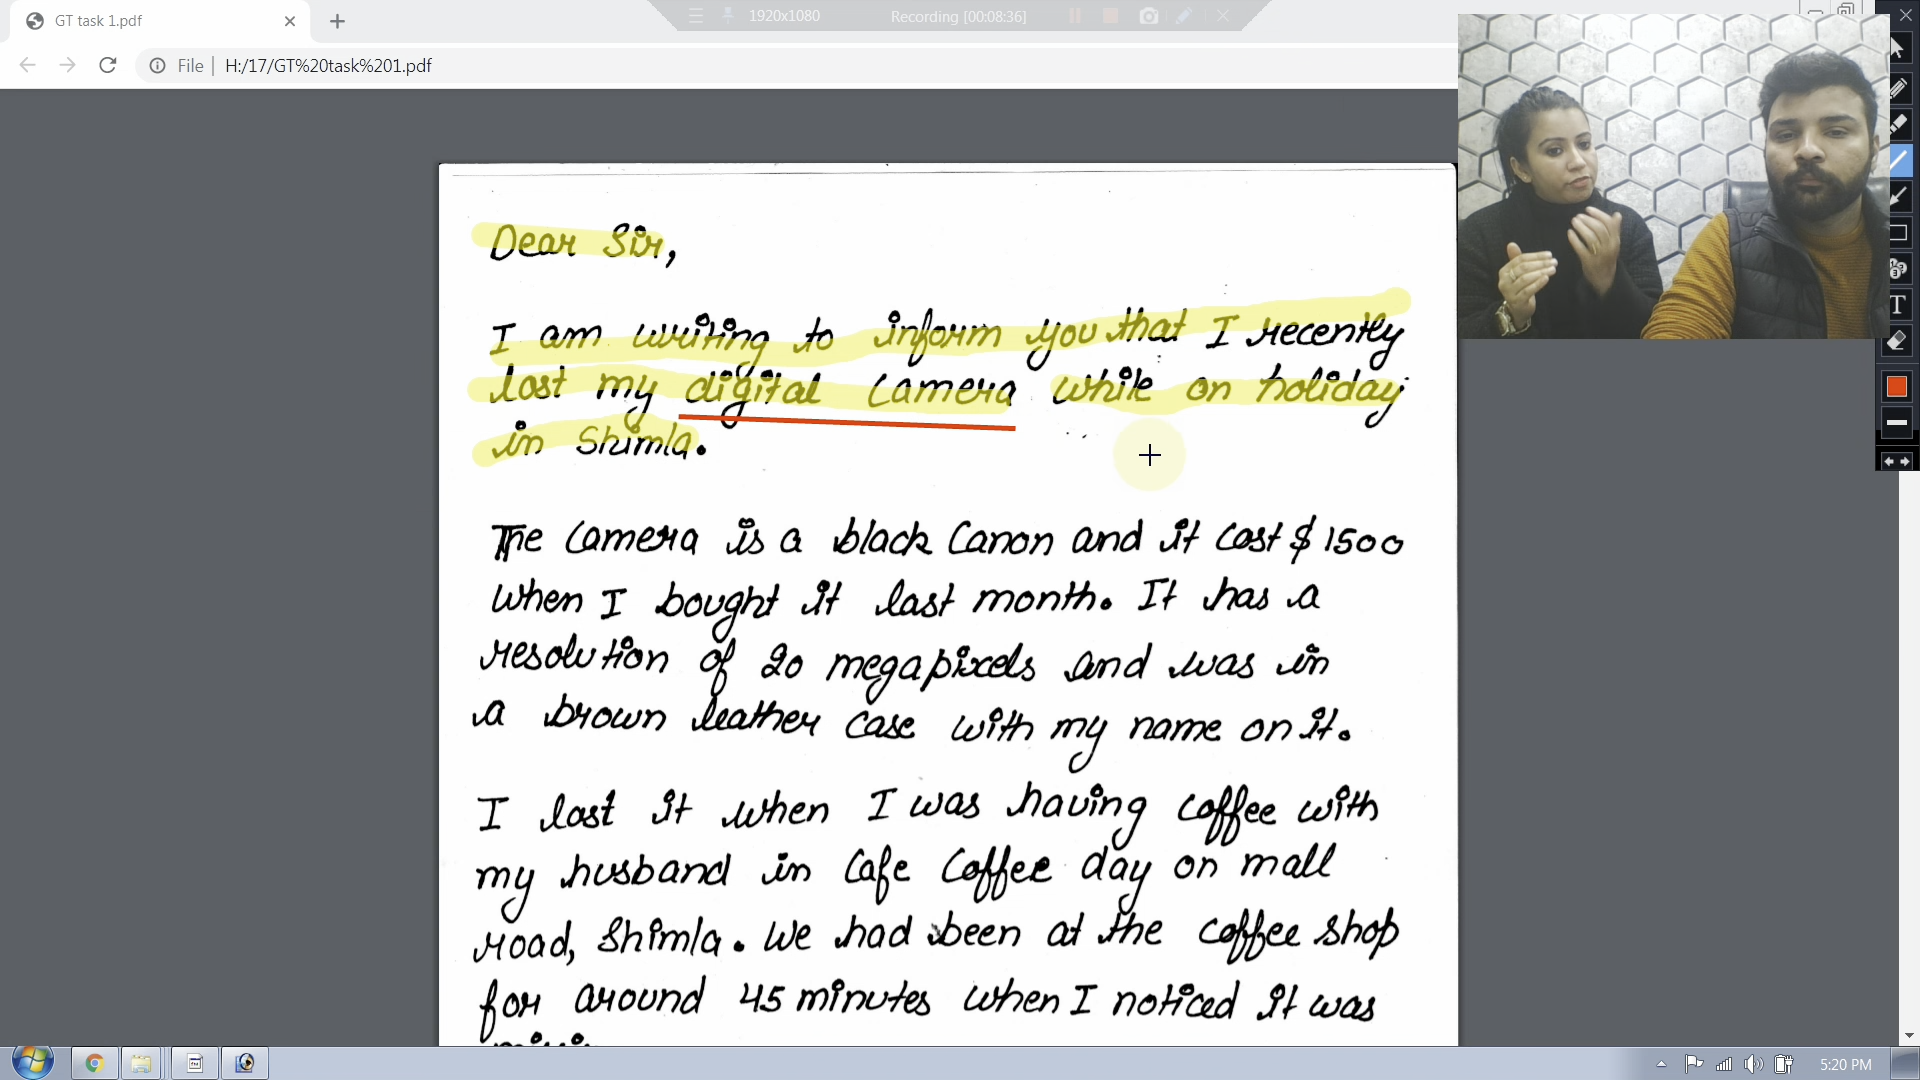 GT task 1.pdf
1920x1080
Recording [00:08:36]
File
H:/17/GT%20task%201.pdf
Dear Sir,
I am writing to inform you that I recently
lost my digital camera while on holiday
in Shimla.
The camera is a black Canon and it cost $1500
when I bought it last month. It has a
resolution of 20 megapixels and was in
a brown leather case with my name on it.
I lost it when I was having coffee with
my husband in Cafe Coffee day on mall
road, Shimla. We had been at the coffee shop
for around 45 minutes when I noticed it was
T
5:20 PM